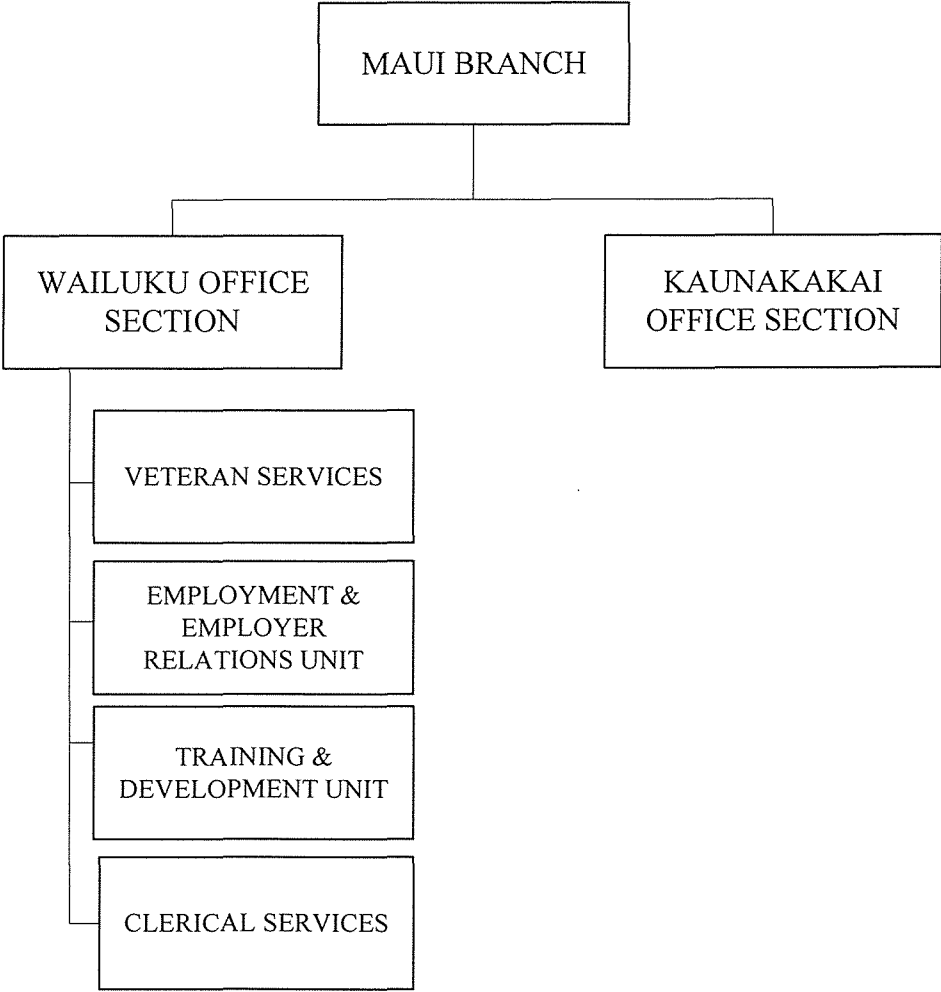 MAUI BRANCH
WAILUKU OFFICE
SECTION
KAUNAKAKAI
OFFICE SECTION
VETERAN SERVICES
EMPLOYMENT &
EMPLOYER
RELATIONS UNIT
TRAINING &
DEVELOPMENT UNIT
CLERICAL SERVICES